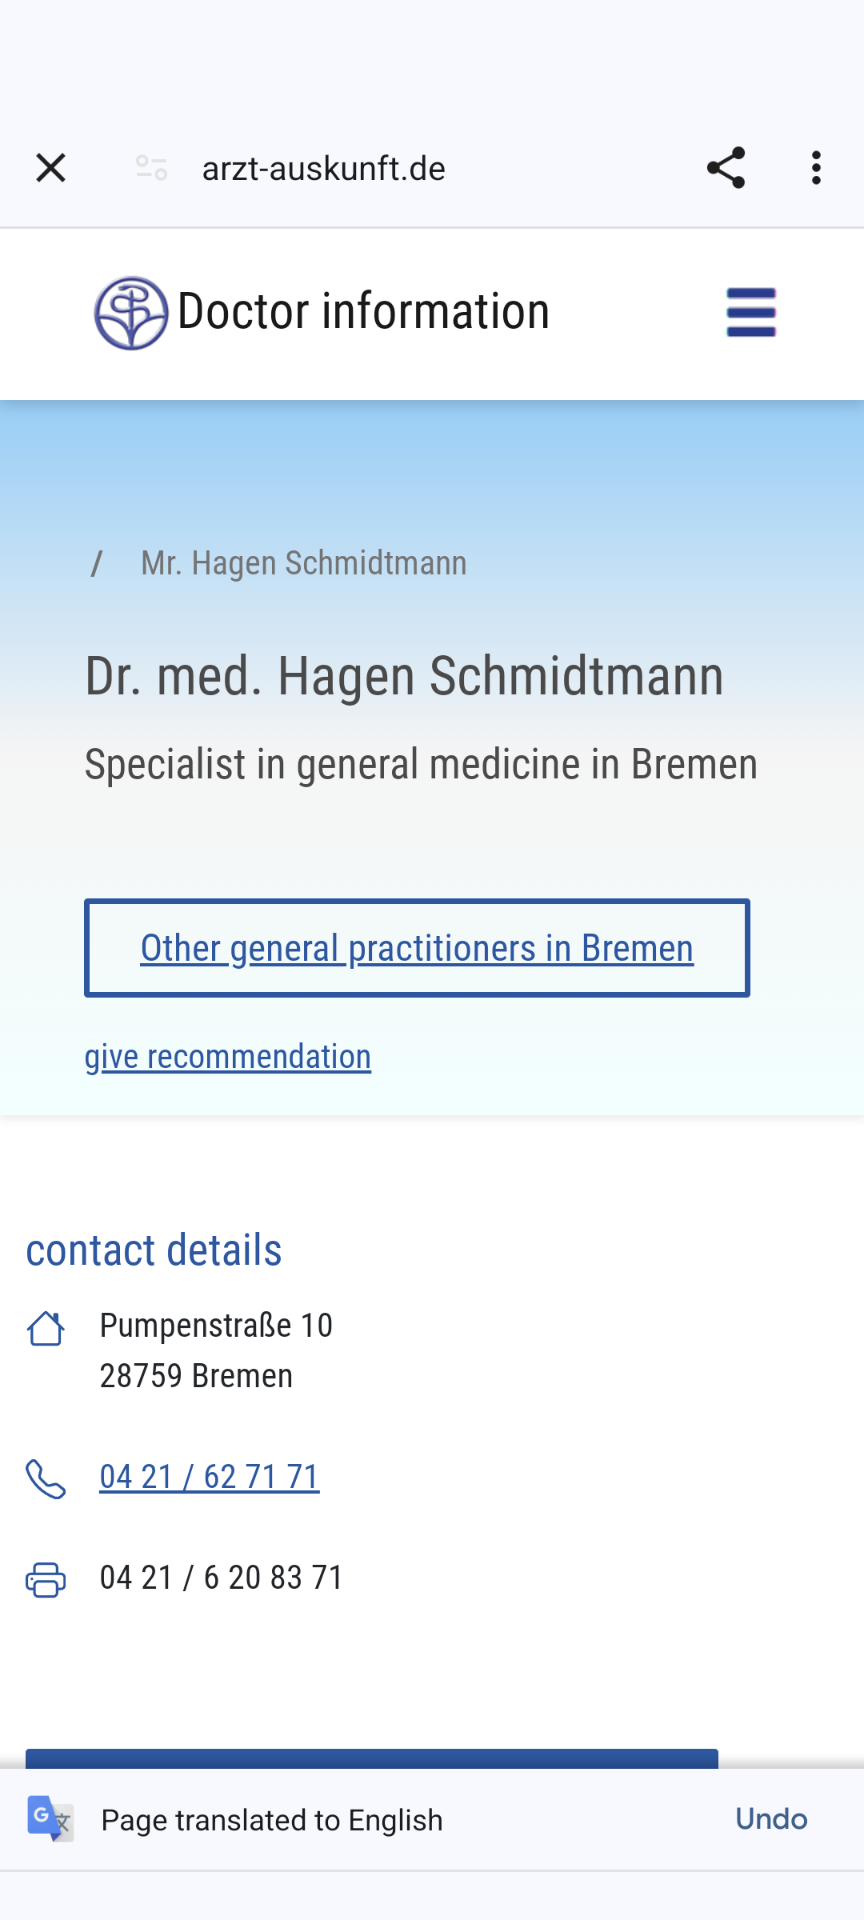 arzt-auskunft.de
Doctor information
/ Mr. Hagen Schmidtmann
Dr. med. Hagen Schmidtmann
Specialist in general medicine in Bremen
Other general practitioners in Bremen
give recommendation
contact details
Pumpenstraße 10
28759 Bremen
04 21 / 62 71 71
04 21 / 6 20 83 71
G 文
Page translated to English
Undo